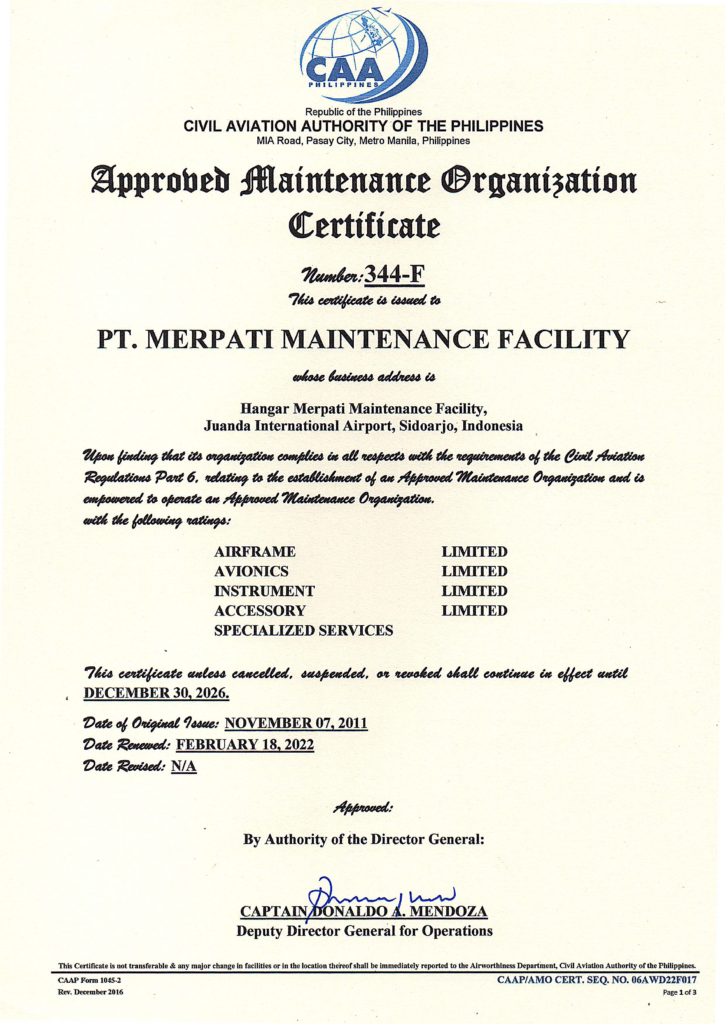 CAA
PHILIPPINES
Republic of the Philippines
CIVIL AVIATION AUTHORITY OF THE PHILIPPINES
MIA Road, Pasay City, Metro Manila, Philippines
Approved Maintenance Organization
Certificate
Number: 344-F
This certificate is issued to
PT. MERPATI MAINTENANCE FACILITY
whose business address is
Hangar Merpati Maintenance Facility,
Juanda International Airport, Sidoarjo, Indonesia
Upon finding that its organization complies in all respects with the requirements of the Civil Aviation
Regulations Part 6, relating to the establishment of an Approved Maintenance Organization and is
empowered to operate an Approved Maintenance Organization.
with the following ratings:
AIRFRAME LIMITED
AVIONICS LIMITED
INSTRUMENT LIMITED
ACCESSORY LIMITED
SPECIALIZED SERVICES
This certificate unless cancelled, suspended, or revoked shall continue in effect until
DECEMBER 30, 2026.
Date of Original Issue: NOVEMBER 07, 2011
Date Renewed: FEBRUARY 18, 2022
Date Revised: N/A
Approved:
By Authority of the Director General:
CAPTAIN DONALDO A. MENDOZA
Deputy Director General for Operations
This Certificate is not transferable & any major change in facilities or in the location thereof shall be immediately reported to the Airworthiness Department, Civil Aviation Authority of the Philippines.
CAAP Form 1045-2 CAAP/AMO CERT. SEQ. NO. 06AWD22F017
Rev. December 2016 Page 1 of 3